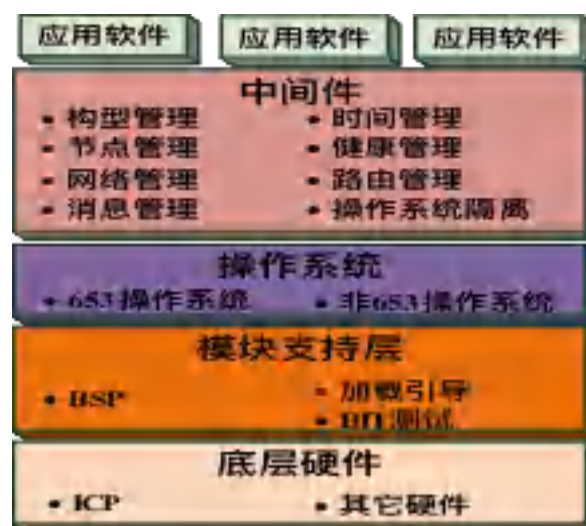 应用软件 应用软件 应用软件
中间件
• 构型管理 • 时间管理
• 节点管理 • 健康管理
• 网络管理 • 路由管理
• 消息管理 • 操作系统隔离
操作系统
• 653操作系统 • 非653操作系统
模块支持层
• 加载引导
• BSP
• BIT测试
底层硬件
• ICP • 其它硬件